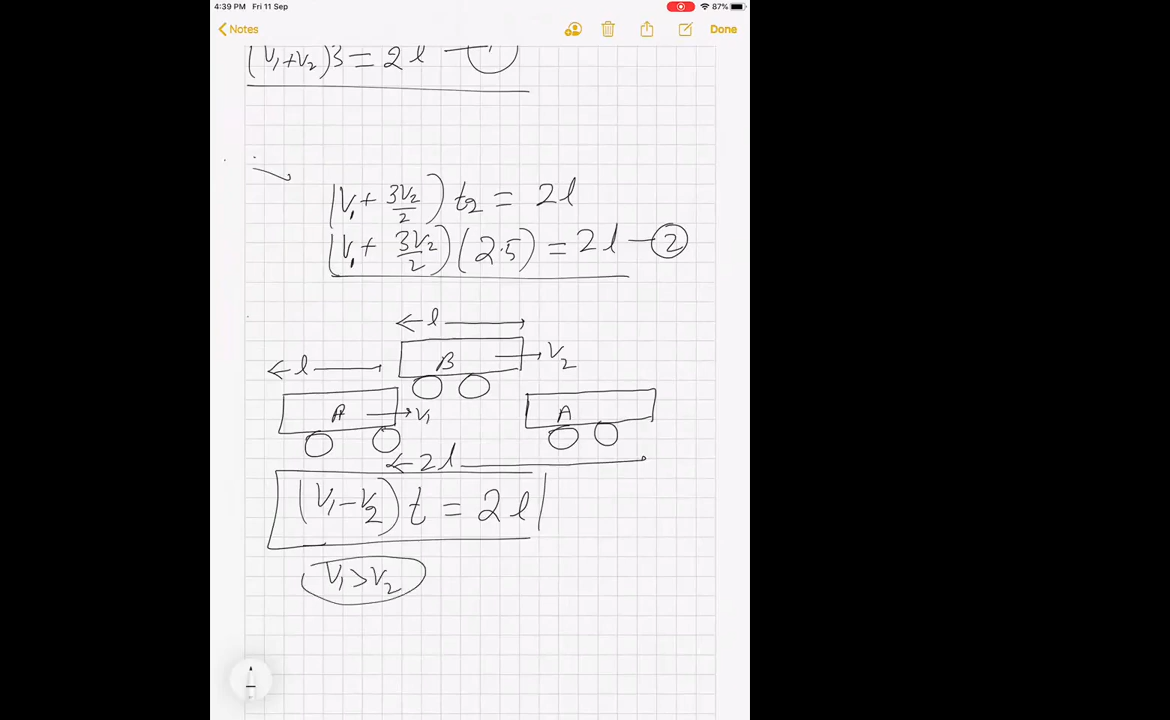 4:39 PM Fri 11 Sep 87%
Notes Done
(V₁+V₂)3 = 2l — 1
(V₁ + 3V₂/2) t₂ = 2l
(V₁ + 3V₂/2)(2.5) = 2l — 2
l
B V₂
l
A V₁ A
2l
(V₁-V₂) t = 2l
V₁>V₂